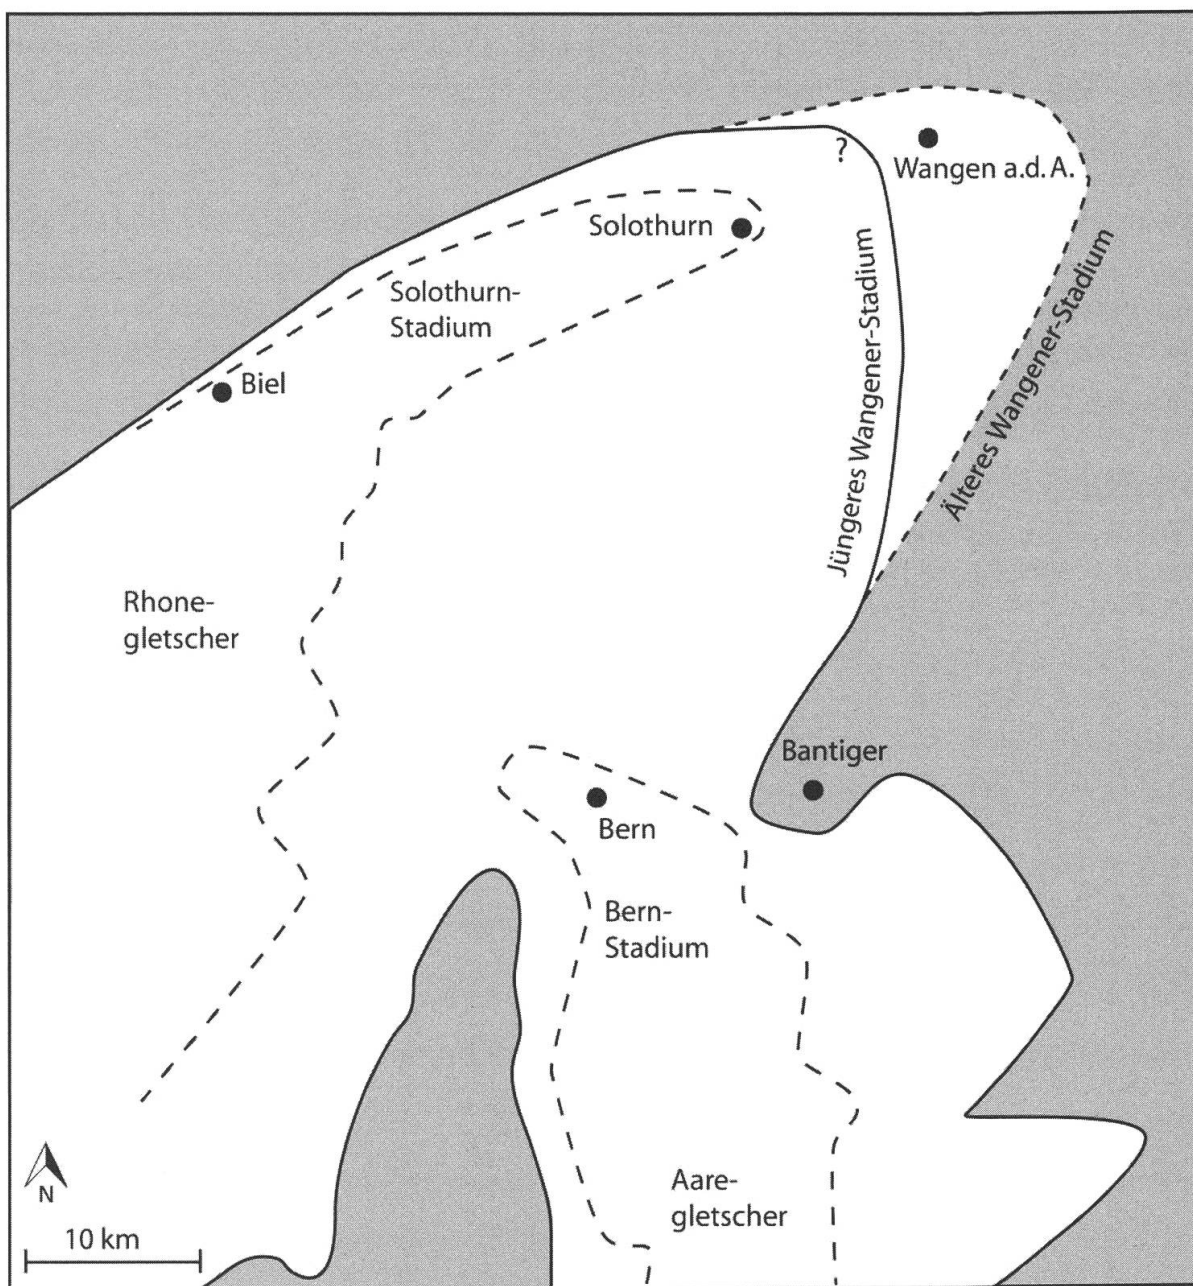 ?
Wangen a.d.A.
Solothurn
Solothurn-
Stadium
Biel
Jüngeres Wangener-Stadium
Älteres Wangener-Stadium
Rhone-
gletscher
Bantiger
Bern
Bern-
Stadium
Aare-
gletscher
N
10 km